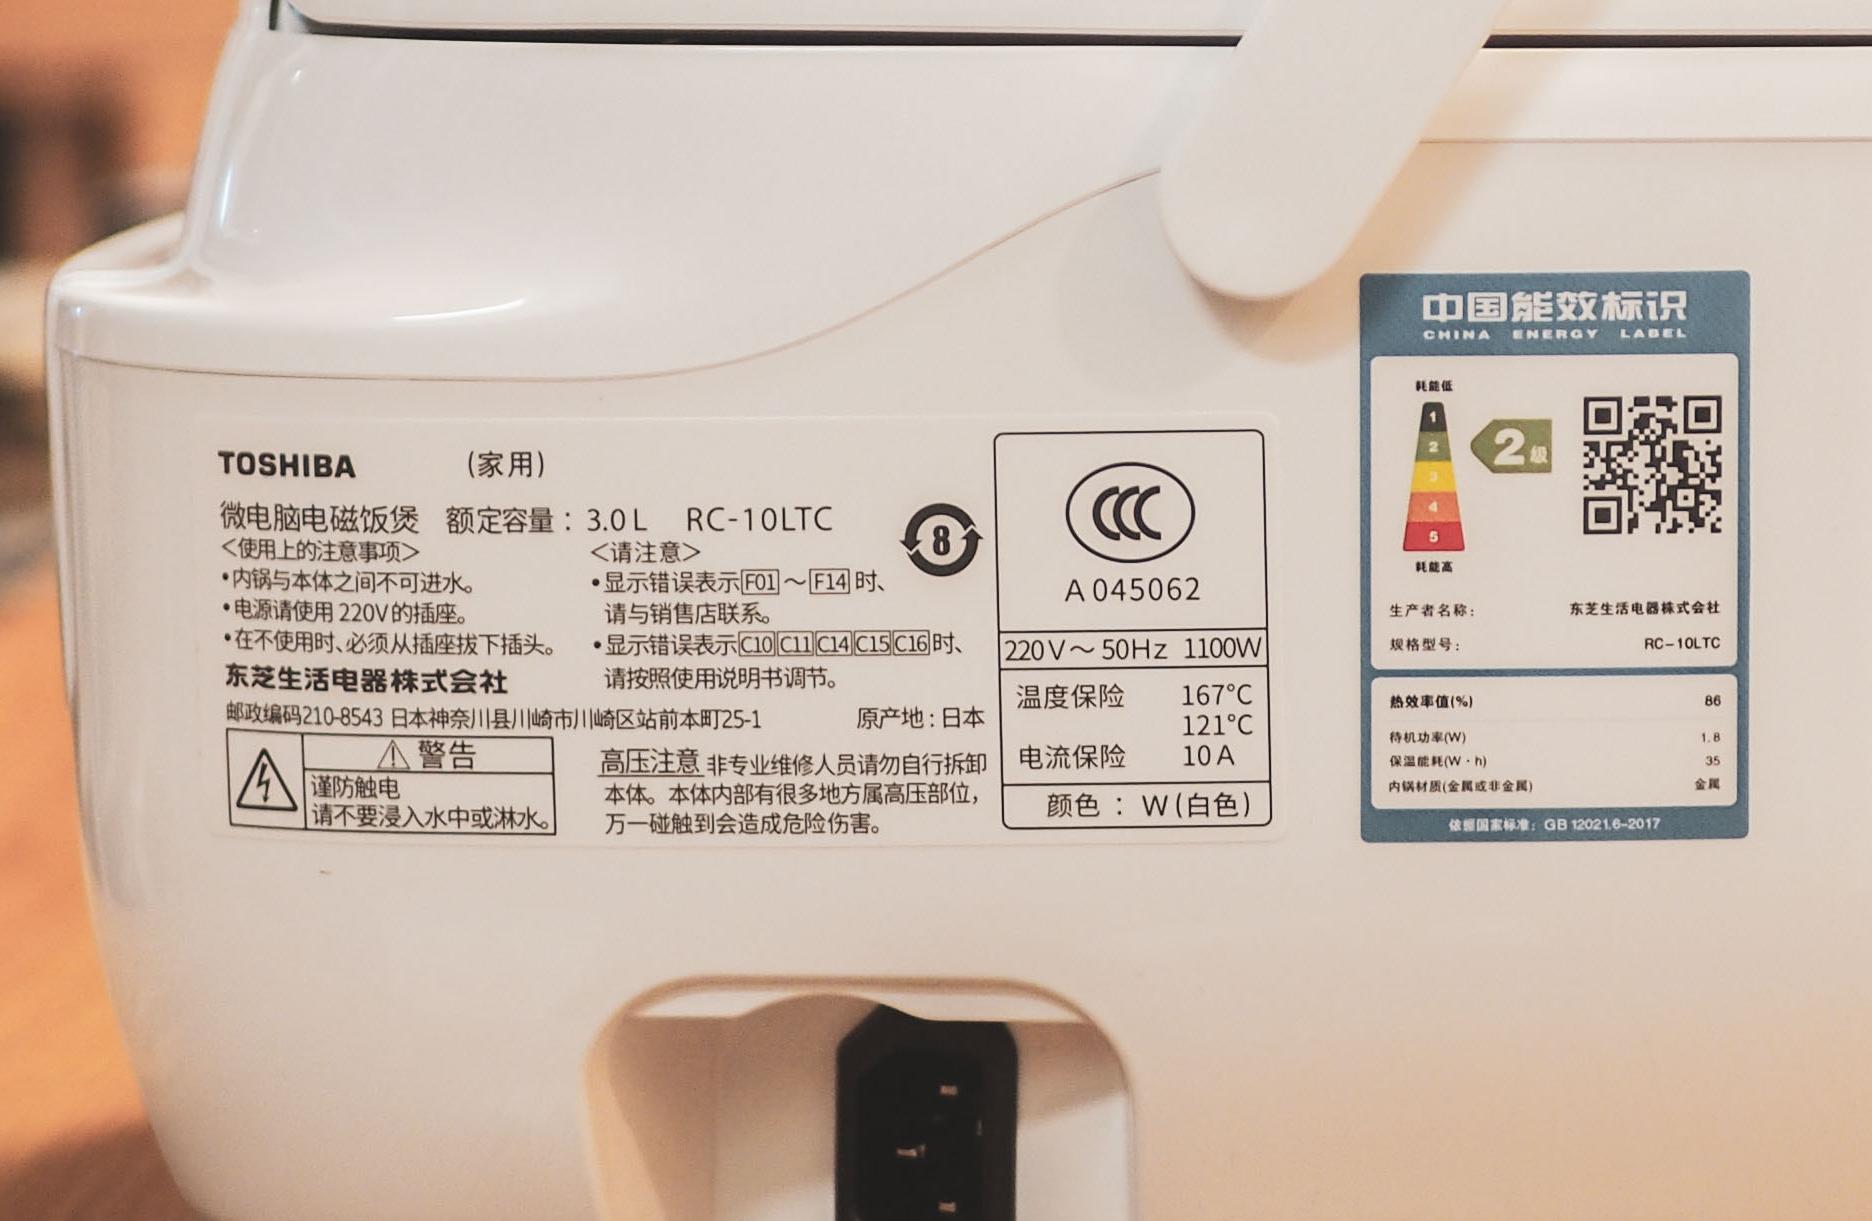 TOSHIBA (家用)
微电脑电磁饭煲 额定容量：3.0L RC-10LTC
<使用上的注意事项>
•内锅与本体之间不可进水。
•电源请使用220V的插座。
•在不使用时、必须从插座拔下插头。
<请注意>
•显示错误表示F01～F14时、
请与销售店联系。
•显示错误表示C10C11C14C15C16时、
请按照使用说明书调节。
8
东芝生活电器株式会社
邮政编码210-8543 日本神奈川县川崎市川崎区站前本町25-1 原产地：日本
⚠警告
谨防触电
请不要浸入水中或淋水。
高压注意 非专业维修人员请勿自行拆卸
本体。本体内部有很多地方属高压部位，
万一碰触到会造成危险伤害。
CCC
A045062
220V～50Hz 1100W
温度保险 167°C
121°C
电流保险 10A
颜色：W(白色)
中国能效标识
CHINA ENERGY LABEL
耗能低
1
2
3
4
5
耗能高
2级
生产者名称： 东芝生活电器株式会社
规格型号： RC-10LTC
热效率值(%) 86
待机功率(W) 1.8
保温能耗(W·h) 35
内锅材质(金属或非金属) 金属
依据国家标准：GB 12021.6-2017